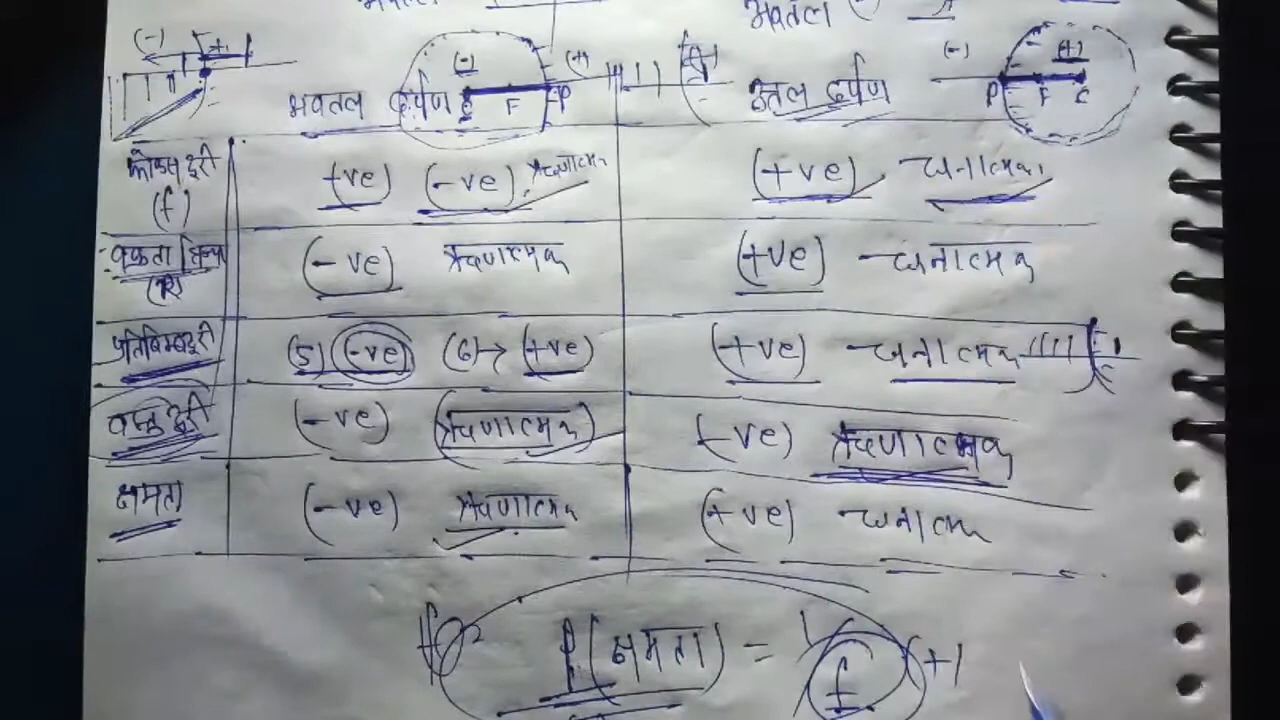 अवतल
अवतल (-)
(-) (+)
अवतल दर्पण (-) F P (+)
उत्तल दर्पण (-) P F C (+)
फोकस दूरी (f) +ve) (-ve) ऋणात्मक (+ve) धनात्मक
वक्रता त्रिज्या (R) (-ve) ऋणात्मक (+ve) धनात्मक
प्रतिबिम्ब दूरी (5) (-ve) (6)→ (+ve) (+ve) धनात्मक
वस्तु दूरी (-ve) (ऋणात्मक) (-ve) ऋणात्मक
क्षमता (-ve) ऋणात्मक (+ve) धनात्मक
P (क्षमता) = 1/f (+1